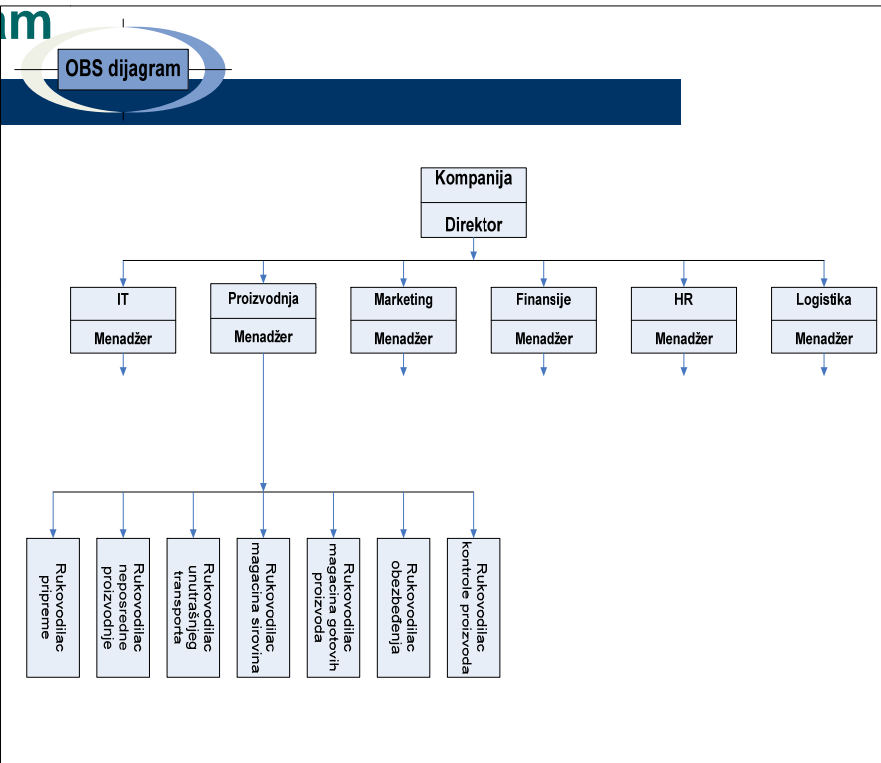 am
OBS dijagram
Kompanija
Direktor
IT
Menadžer
Proizvodnja
Menadžer
Marketing
Menadžer
Finansije
Menadžer
HR
Menadžer
Logistika
Menadžer
Rukovodilac
pripreme
Rukovodilac
neposredne
proizvodnje
Rukovodilac
unutrašnjeg
transporta
Rukovodilac
magacina sirovina
Rukovodilac
magacina gotovih
proizvoda
Rukovodilac
obezbeđenja
Rukovodilac
kontrole proizvoda